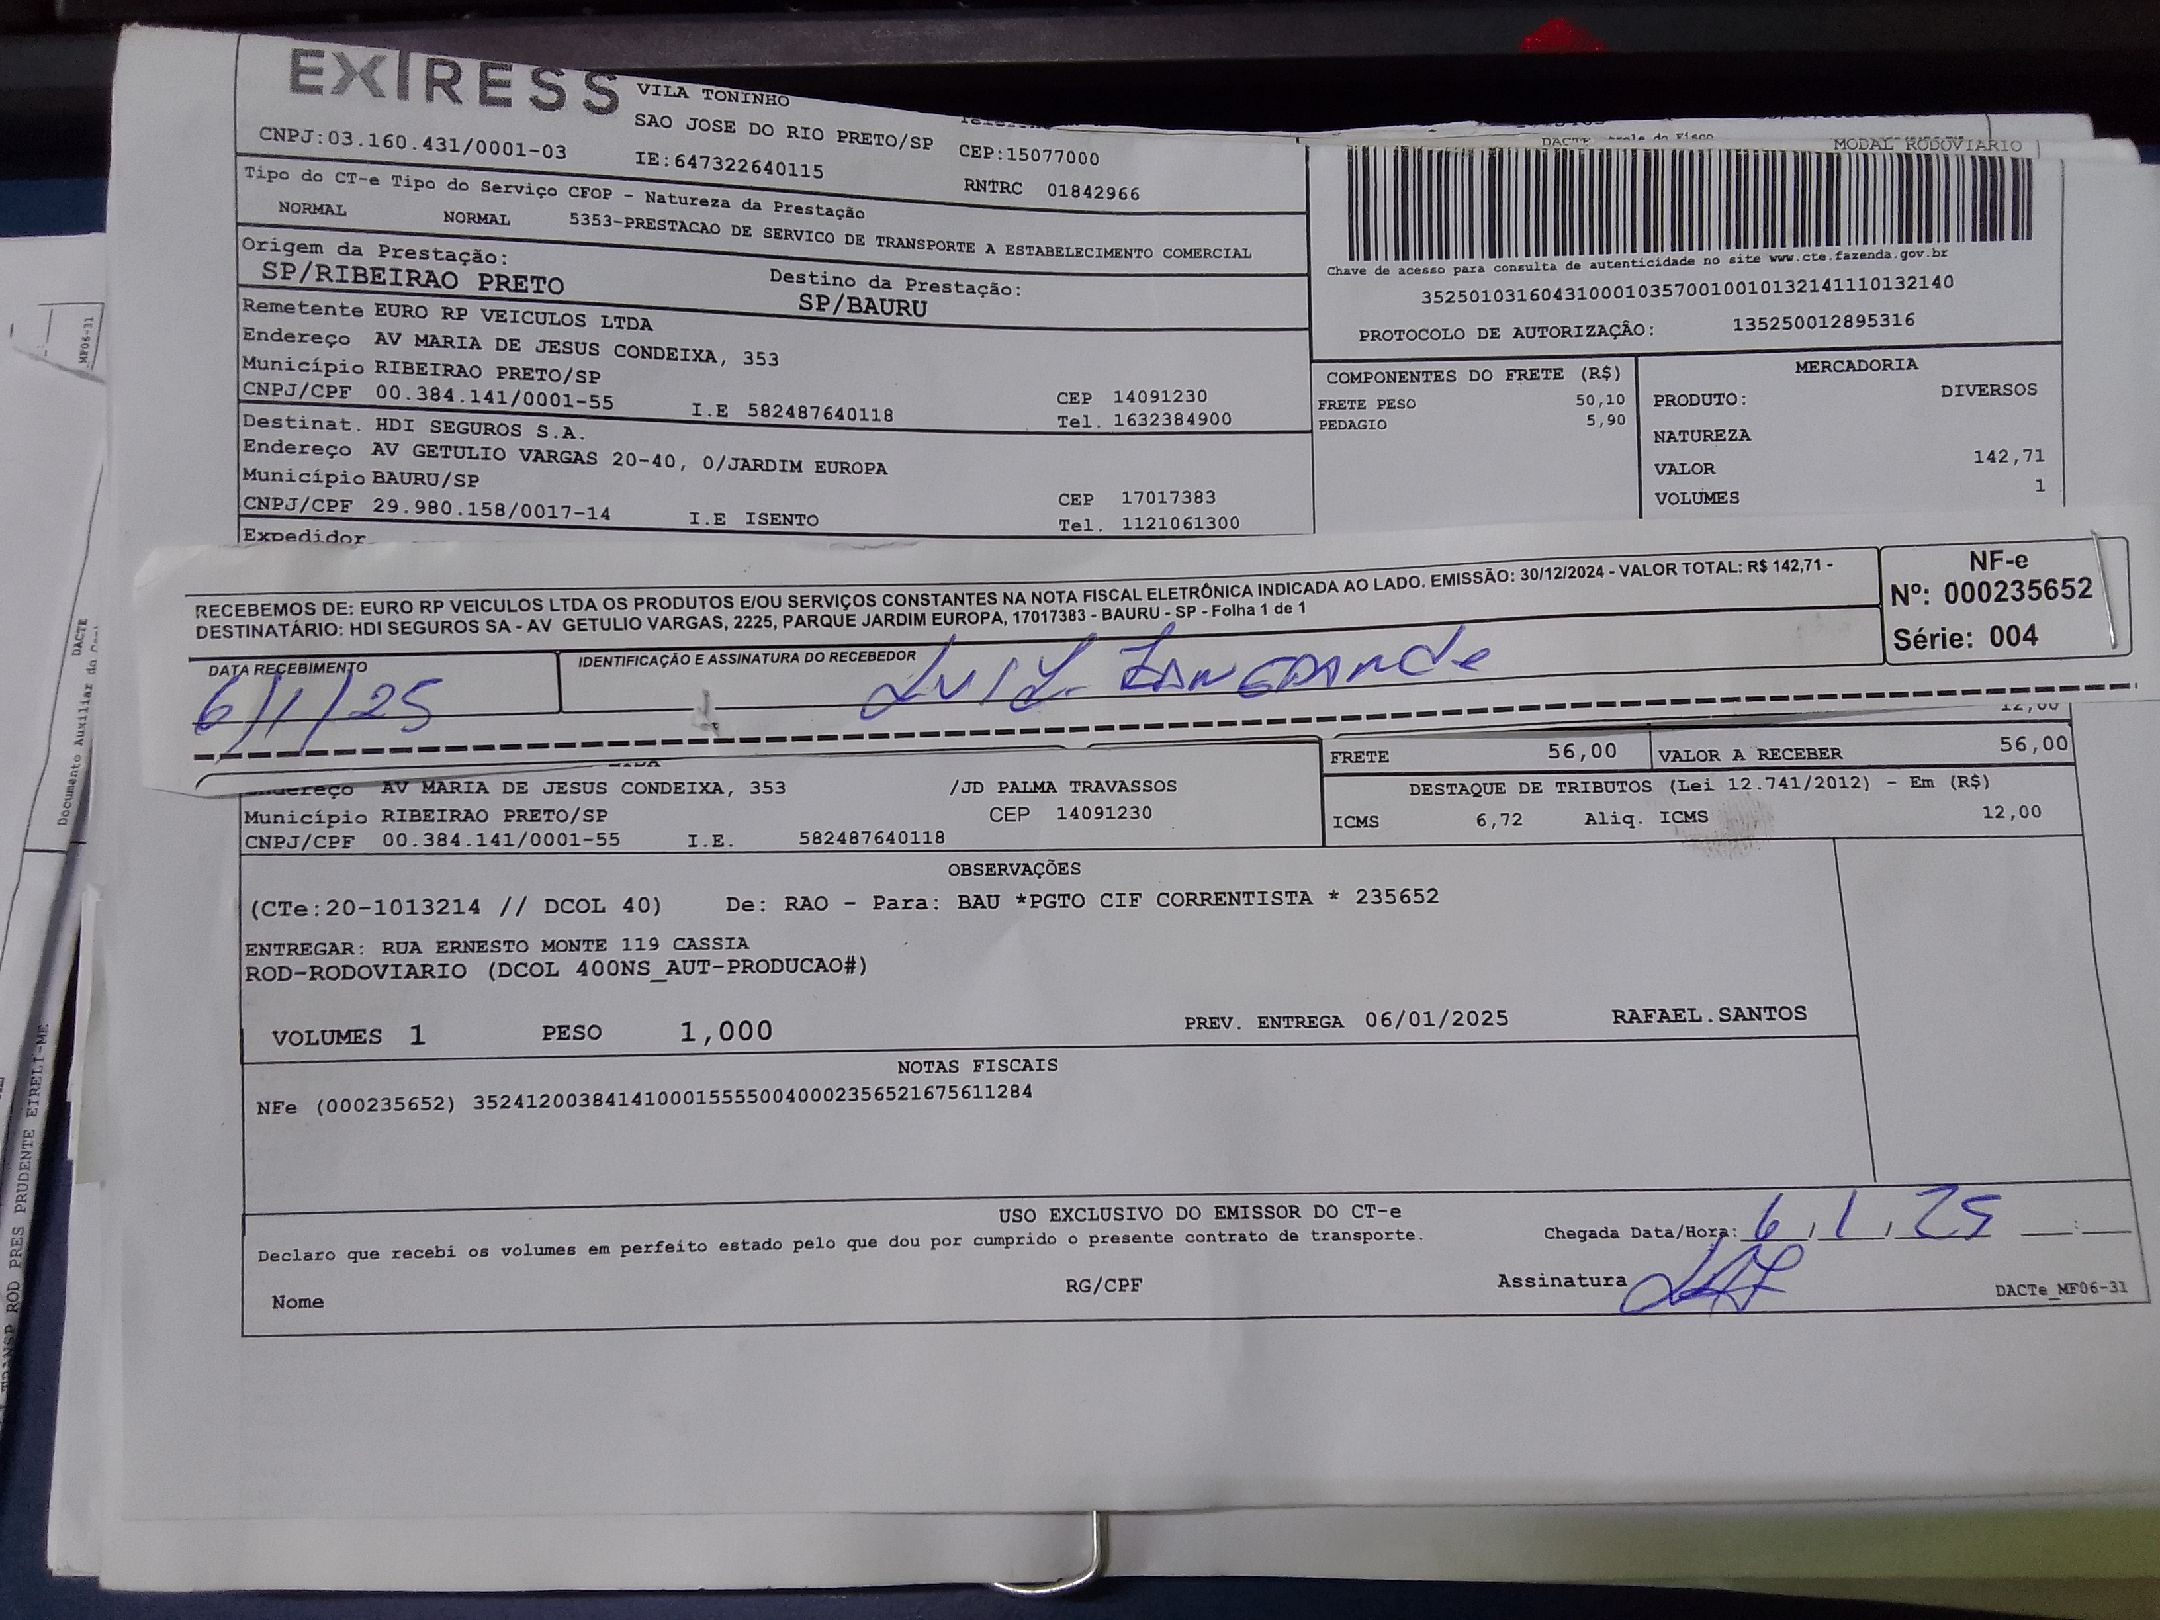 EXPRESS
VILA TONINHO
SAO JOSE DO RIO PRETO/SP CEP:15077000
CNPJ:03.160.431/0001-03 IE:647322640115 RNTRC 01842966
DACTE
MODAL RODOVIARIO
Tipo do CT-e Tipo do Serviço CFOP - Natureza da Prestação
NORMAL NORMAL 5353-PRESTACAO DE SERVICO DE TRANSPORTE A ESTABELECIMENTO COMERCIAL
Origem da Prestação: Destino da Prestação:
SP/RIBEIRAO PRETO SP/BAURU
Chave de acesso para consulta de autenticidade no site www.cte.fazenda.gov.br
35250103160431000103570010010132141110132140
PROTOCOLO DE AUTORIZAÇÃO: 135250012895316
Remetente EURO RP VEICULOS LTDA
Endereço AV MARIA DE JESUS CONDEIXA, 353
Município RIBEIRAO PRETO/SP CEP 14091230
CNPJ/CPF 00.384.141/0001-55 I.E 582487640118 Tel. 1632384900
Destinat. HDI SEGUROS S.A.
Endereço AV GETULIO VARGAS 20-40, 0/JARDIM EUROPA
Município BAURU/SP CEP 17017383
CNPJ/CPF 29.980.158/0017-14 I.E ISENTO Tel. 1121061300
Expedidor
COMPONENTES DO FRETE (R$)
FRETE PESO 50,10
PEDAGIO 5,90
MERCADORIA
PRODUTO: DIVERSOS
NATUREZA
VALOR 142,71
VOLUMES 1
RECEBEMOS DE: EURO RP VEICULOS LTDA OS PRODUTOS E/OU SERVIÇOS CONSTANTES NA NOTA FISCAL ELETRÔNICA INDICADA AO LADO. EMISSÃO: 30/12/2024 - VALOR TOTAL: R$ 142,71 -
DESTINATÁRIO: HDI SEGUROS SA - AV GETULIO VARGAS, 2225, PARQUE JARDIM EUROPA, 17017383 - BAURU - SP - Folha 1 de 1
NF-e
Nº: 000235652
Série: 004
DATA RECEBIMENTO IDENTIFICAÇÃO E ASSINATURA DO RECEBEDOR
6/1/25 LUIZ ZANGRANDE
12,00
FRETE 56,00 VALOR A RECEBER 56,00
Endereço AV MARIA DE JESUS CONDEIXA, 353 /JD PALMA TRAVASSOS
Município RIBEIRAO PRETO/SP CEP 14091230
CNPJ/CPF 00.384.141/0001-55 I.E. 582487640118
DESTAQUE DE TRIBUTOS (Lei 12.741/2012) - Em (R$)
ICMS 6,72 Aliq. ICMS 12,00
OBSERVAÇÕES
(CTe:20-1013214 // DCOL 40) De: RAO - Para: BAU *PGTO CIF CORRENTISTA * 235652
ENTREGAR: RUA ERNESTO MONTE 119 CASSIA
ROD-RODOVIARIO (DCOL 400NS_AUT-PRODUCAO#)
VOLUMES 1 PESO 1,000 PREV. ENTREGA 06/01/2025 RAFAEL.SANTOS
NOTAS FISCAIS
NFe (000235652) 35241200384141000155550040002356521675611284
USO EXCLUSIVO DO EMISSOR DO CT-e
Declaro que recebi os volumes em perfeito estado pelo que dou por cumprido o presente contrato de transporte.
Chegada Data/Hora: 6/1/25 __:__
Nome RG/CPF Assinatura
DACTe_MF06-31
MF06-31
DACTE
Documento Auxiliar do
TRANSP ROD PRES PRUDENTE EIRELI-ME